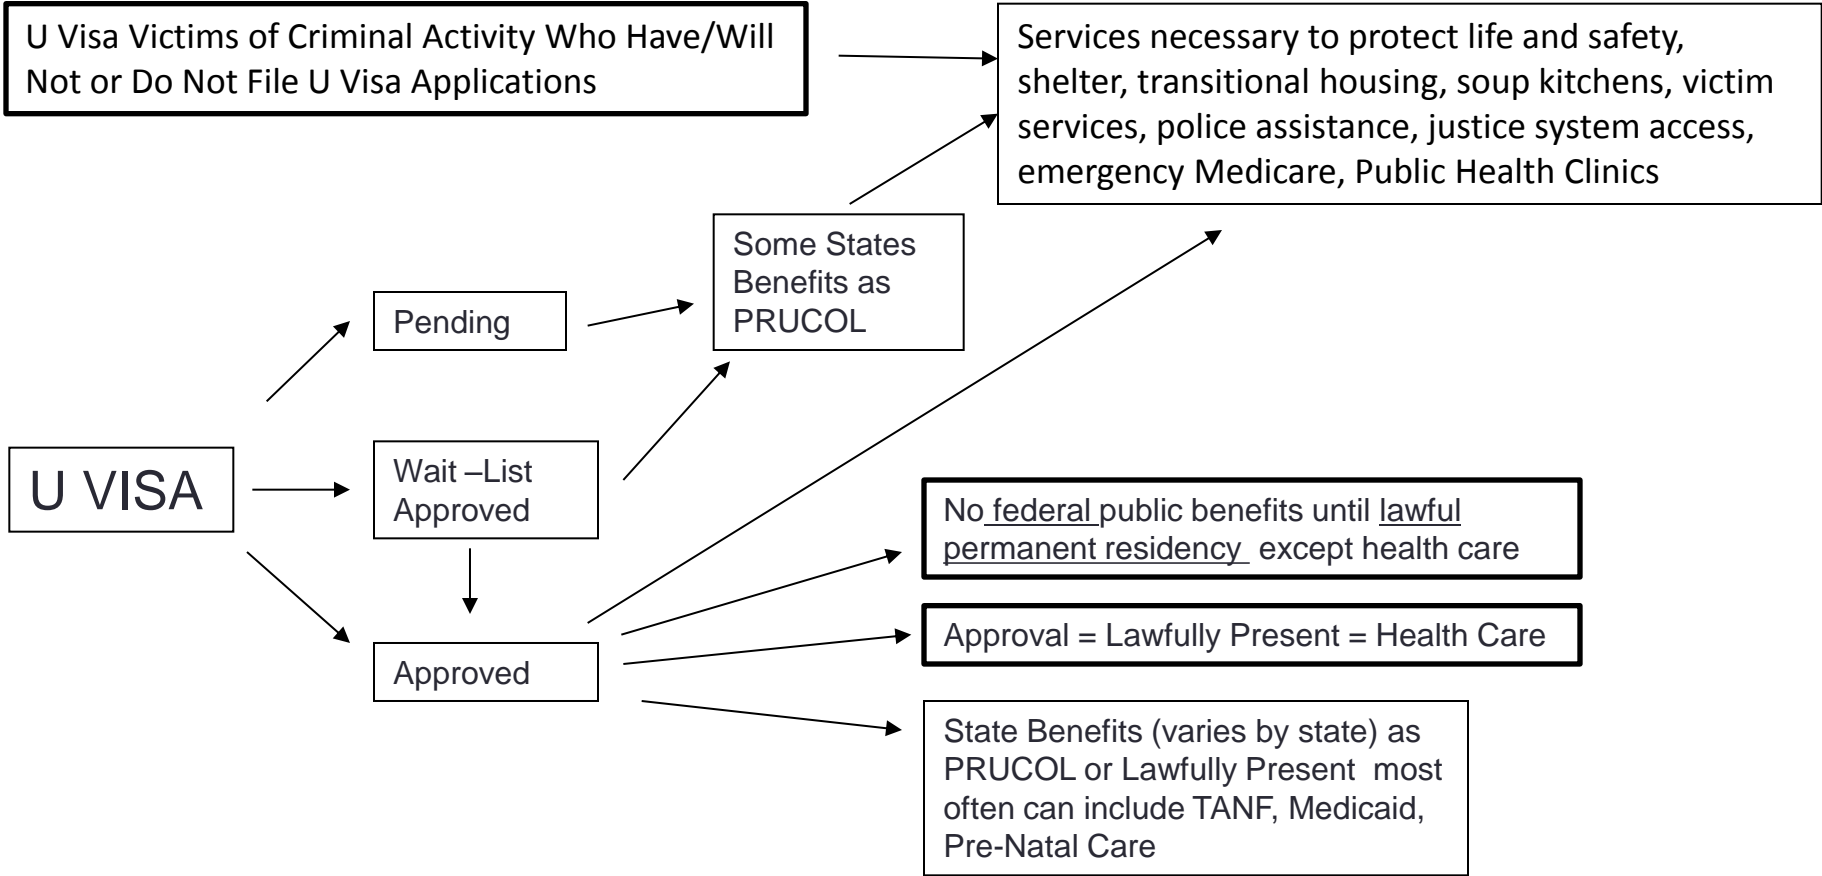 U Visa Victims of Criminal Activity Who Have/Will
Not or Do Not File U Visa Applications
Services necessary to protect life and safety,
shelter, transitional housing, soup kitchens, victim
services, police assistance, justice system access,
emergency Medicare, Public Health Clinics
Some States
Benefits as
PRUCOL
Pending
U VISA
Wait –List
Approved
No federal public benefits until lawful
permanent residency  except health care
Approval = Lawfully Present = Health Care
Approved
State Benefits (varies by state) as
PRUCOL or Lawfully Present  most
often can include TANF, Medicaid,
Pre-Natal Care